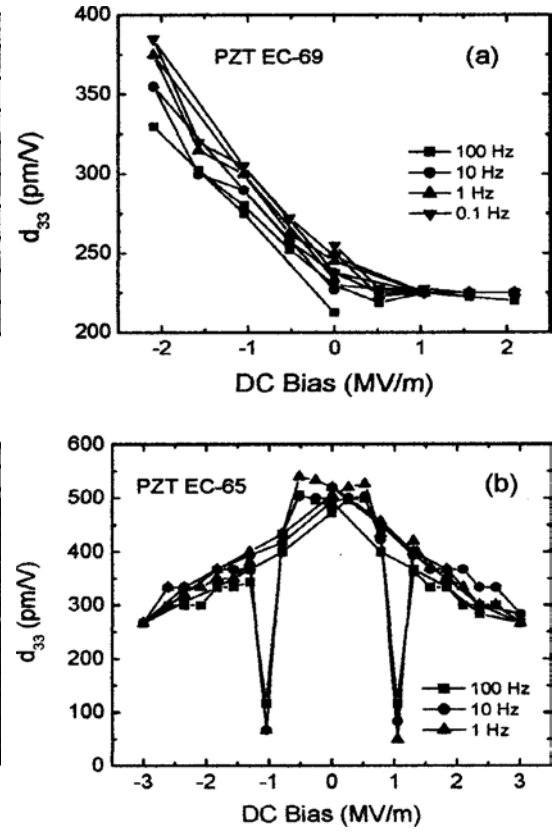 400
PZT EC-69 (a)
350
d33 (pm/V)
300
100 Hz
10 Hz
1 Hz
0.1 Hz
250
200
-2 -1 0 1 2
DC Bias (MV/m)
600
PZT EC-65 (b)
500
400
d33 (pm/V)
300
200
100 Hz
10 Hz
1 Hz
100
0
-3 -2 -1 0 1 2 3
DC Bias (MV/m)